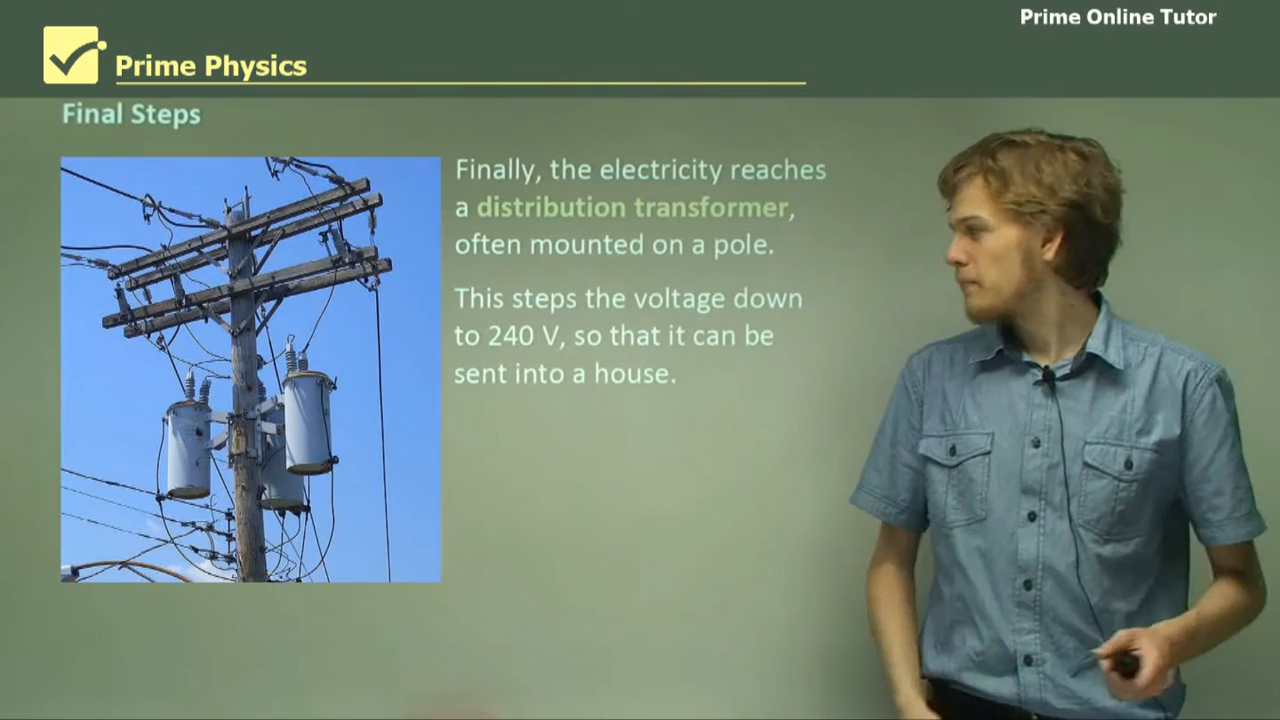 Prime Online Tutor
Prime Physics
Final Steps
Finally, the electricity reaches
a distribution transformer,
often mounted on a pole.
This steps the voltage down
to 240 V, so that it can be
sent into a house.